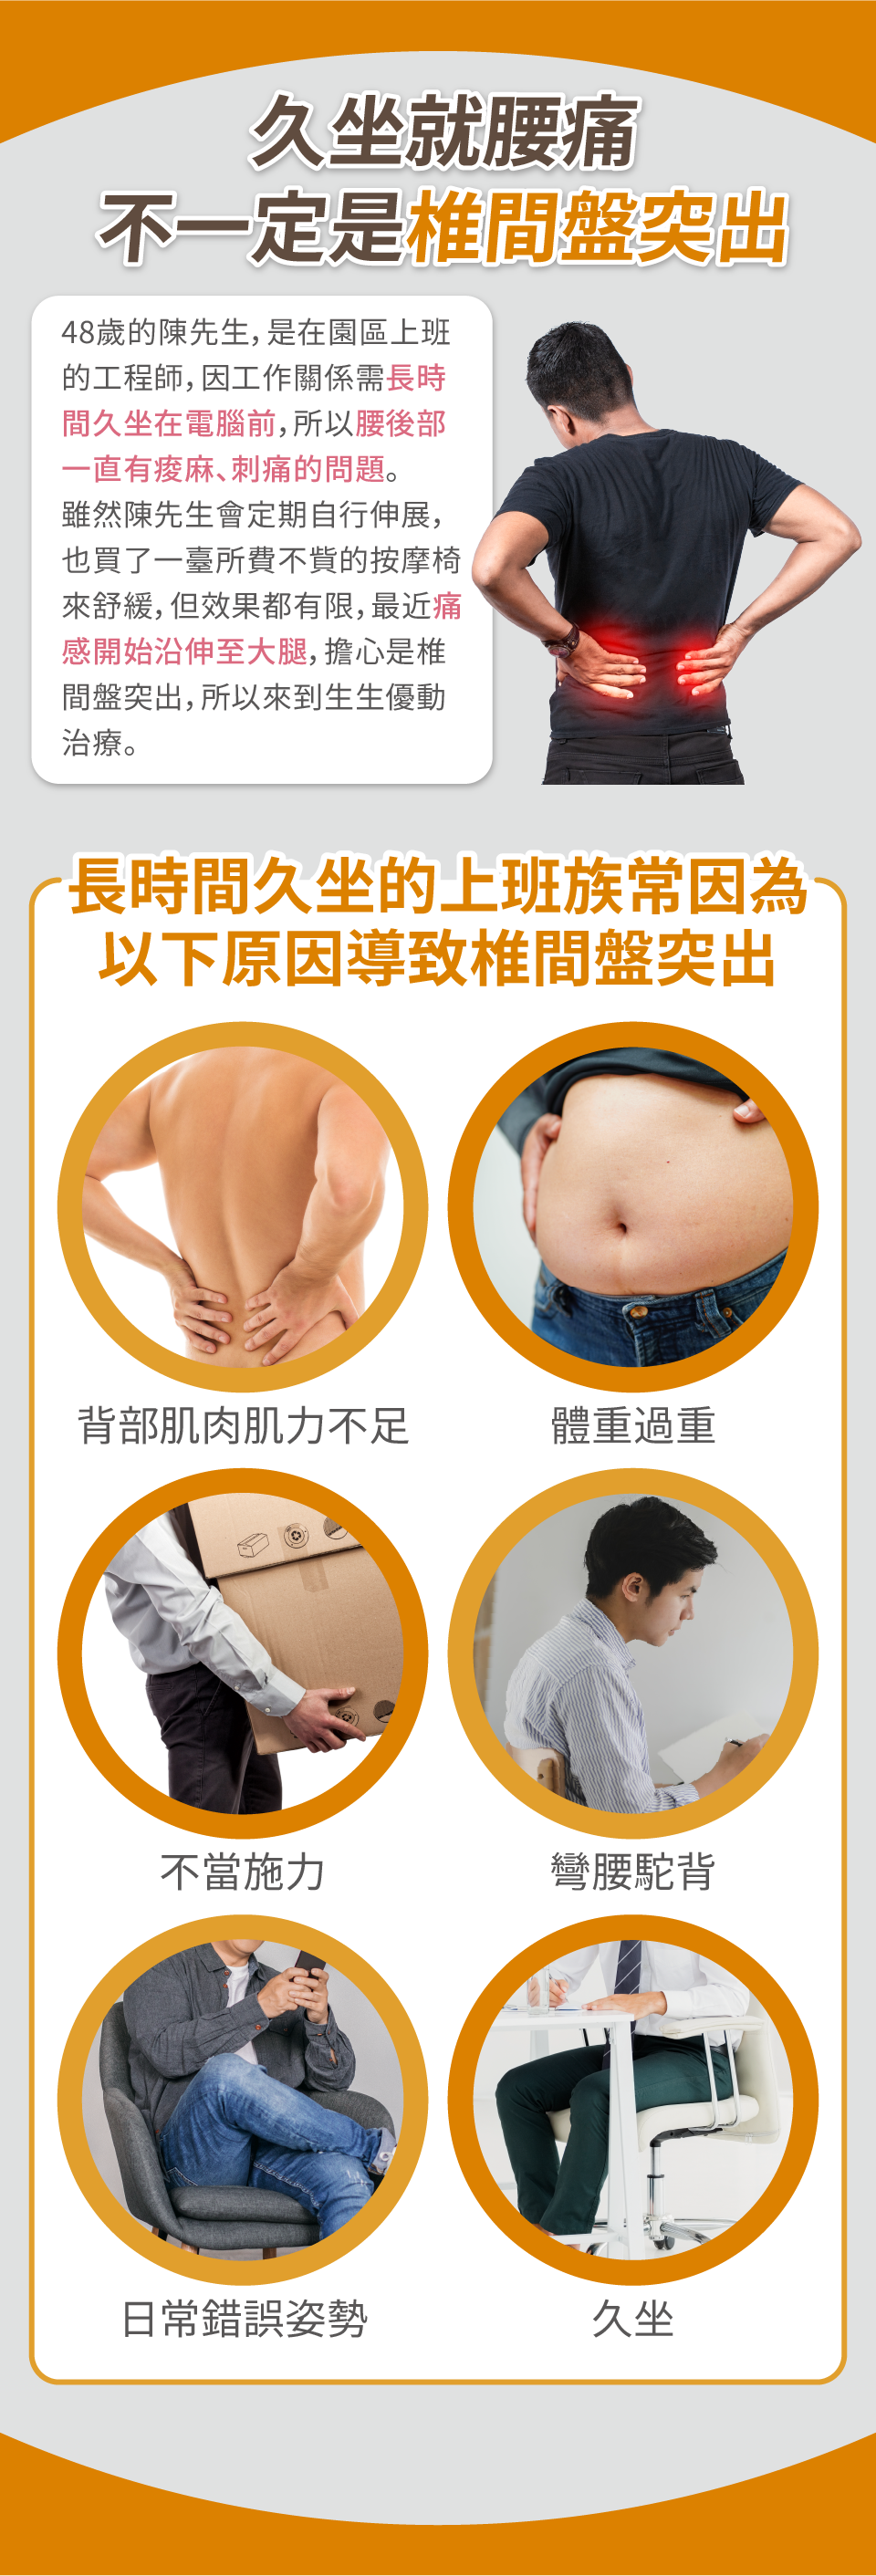 久坐就腰痛
不一定是椎間盤突出
48歲的陳先生，是在園區上班
的工程師，因工作關係需長時
間久坐在電腦前，所以腰後部
一直有痠麻、刺痛的問題。
雖然陳先生會定期自行伸展，
也買了一臺所費不貲的按摩椅
來舒緩，但效果都有限，最近痛
感開始沿伸至大腿，擔心是椎
間盤突出，所以來到生生優動
治療。
長時間久坐的上班族常因為
以下原因導致椎間盤突出
背部肌肉肌力不足
體重過重
不當施力
彎腰駝背
日常錯誤姿勢
久坐